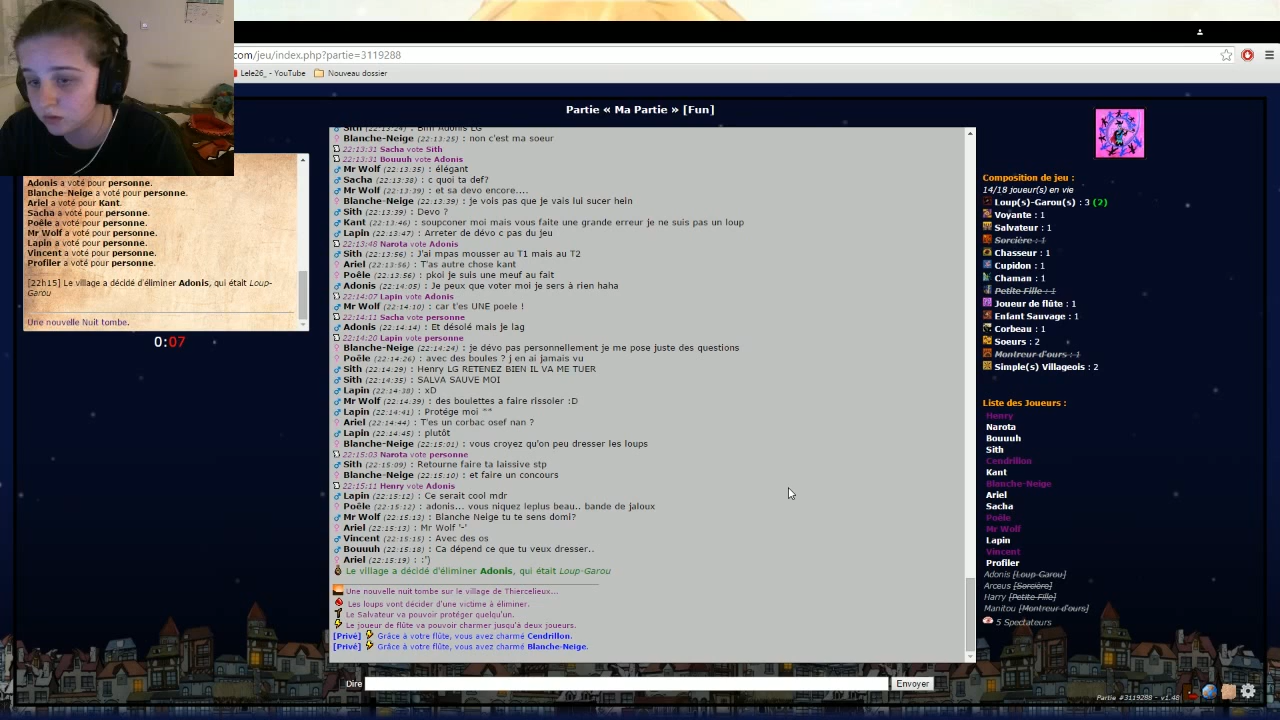 com/jeu/index.php?partie=3119288
Lele26_ - YouTube
Nouveau dossier
Partie « Ma Partie » [Fun]
Adonis a voté pour personne.
Blanche-Neige a voté pour personne.
Ariel a voté pour Kant.
Sacha a voté pour personne.
Poêle a voté pour personne.
Mr Wolf a voté pour personne.
Lapin a voté pour personne.
Vincent a voté pour personne.
Profiler a voté pour personne.
[22h15] Le village a décidé d'éliminer Adonis, qui était Loup-
Garou
Une nouvelle Nuit tombe.
0:07
Sith (22:13:24) : Bim Adonis LG
Blanche-Neige (22:13:25) : non c'est ma soeur
22:13:31 Sacha vote Sith
22:13:31 Bouuuh vote Adonis
Mr Wolf (22:13:35) : élégant
Sacha (22:13:38) : c quoi ta def?
Mr Wolf (22:13:39) : et sa devo encore....
Blanche-Neige (22:13:39) : je vois pas que je vais lui sucer hein
Sith (22:13:39) : Devo ?
Kant (22:13:46) : soupconer moi mais vous faite une grande erreur je ne suis pas un loup
Lapin (22:13:47) : Arreter de dévo c pas du jeu
22:13:48 Narota vote Adonis
Sith (22:13:56) : J'ai mpas mousser au T1 mais au T2
Ariel (22:13:56) : T'as autre chose kant
Poêle (22:13:56) : pkoi je suis une meuf au fait
Adonis (22:14:05) : Je peux que voter moi je sers à rien haha
22:14:07 Lapin vote Adonis
Mr Wolf (22:14:10) : car t'es UNE poele !
22:14:11 Sacha vote personne
Adonis (22:14:14) : Et désolé mais je lag
22:14:20 Lapin vote personne
Blanche-Neige (22:14:24) : je dévo pas personnellement je me pose juste des questions
Poêle (22:14:26) : avec des boules ? j en ai jamais vu
Sith (22:14:29) : Henry LG RETENEZ BIEN IL VA ME TUER
Sith (22:14:35) : SALVA SAUVE MOI
Lapin (22:14:38) : xD
Mr Wolf (22:14:39) : des boulettes a faire rissoler :D
Lapin (22:14:41) : Protége moi ^^
Ariel (22:14:44) : T'es un corbac osef nan ?
Lapin (22:14:45) : plutôt
Blanche-Neige (22:15:01) : vous croyez qu'on peu dresser les loups
22:15:03 Narota vote personne
Sith (22:15:09) : Retourne faire ta laissive stp
Blanche-Neige (22:15:10) : et faire un concours
22:15:11 Henry vote Adonis
Lapin (22:15:12) : Ce serait cool mdr
Poêle (22:15:12) : adonis... vous niquez leplus beau.. bande de jaloux
Mr Wolf (22:15:13) : Blanche Neige tu te sens domi?
Ariel (22:15:13) : Mr Wolf '-'
Vincent (22:15:15) : Avec des os
Bouuuh (22:15:18) : Ca dépend ce que tu veux dresser..
Ariel (22:15:19) : :')
Le village a décidé d'éliminer Adonis, qui était Loup-Garou
Une nouvelle nuit tombe sur le village de Thiercelieux...
Les loups vont décider d'une victime à éliminer.
Le Salvateur va pouvoir protéger quelqu'un.
Le joueur de flûte va pouvoir charmer jusqu'à deux joueurs.
[Privé] Grâce à votre flûte, vous avez charmé Cendrillon.
[Privé] Grâce à votre flûte, vous avez charmé Blanche-Neige.
Dire
Envoyer
Composition de jeu :
14/18 joueur(s) en vie
Loup(s)-Garou(s) : 3 (2)
Voyante : 1
Salvateur : 1
Sorcière : 1
Chasseur : 1
Cupidon : 1
Chaman : 1
Petite Fille : 1
Joueur de flûte : 1
Enfant Sauvage : 1
Corbeau : 1
Soeurs : 2
Montreur d'ours : 1
Simple(s) Villageois : 2
Liste des Joueurs :
Henry
Narota
Bouuuh
Sith
Cendrillon
Kant
Blanche-Neige
Ariel
Sacha
Poêle
Mr Wolf
Lapin
Vincent
Profiler
Adonis [Loup-Garou]
Arceus [Sorcière]
Harry [Petite Fille]
Manitou [Montreur d'ours]
5 Spectateurs
Partie #3119288 - v1.48